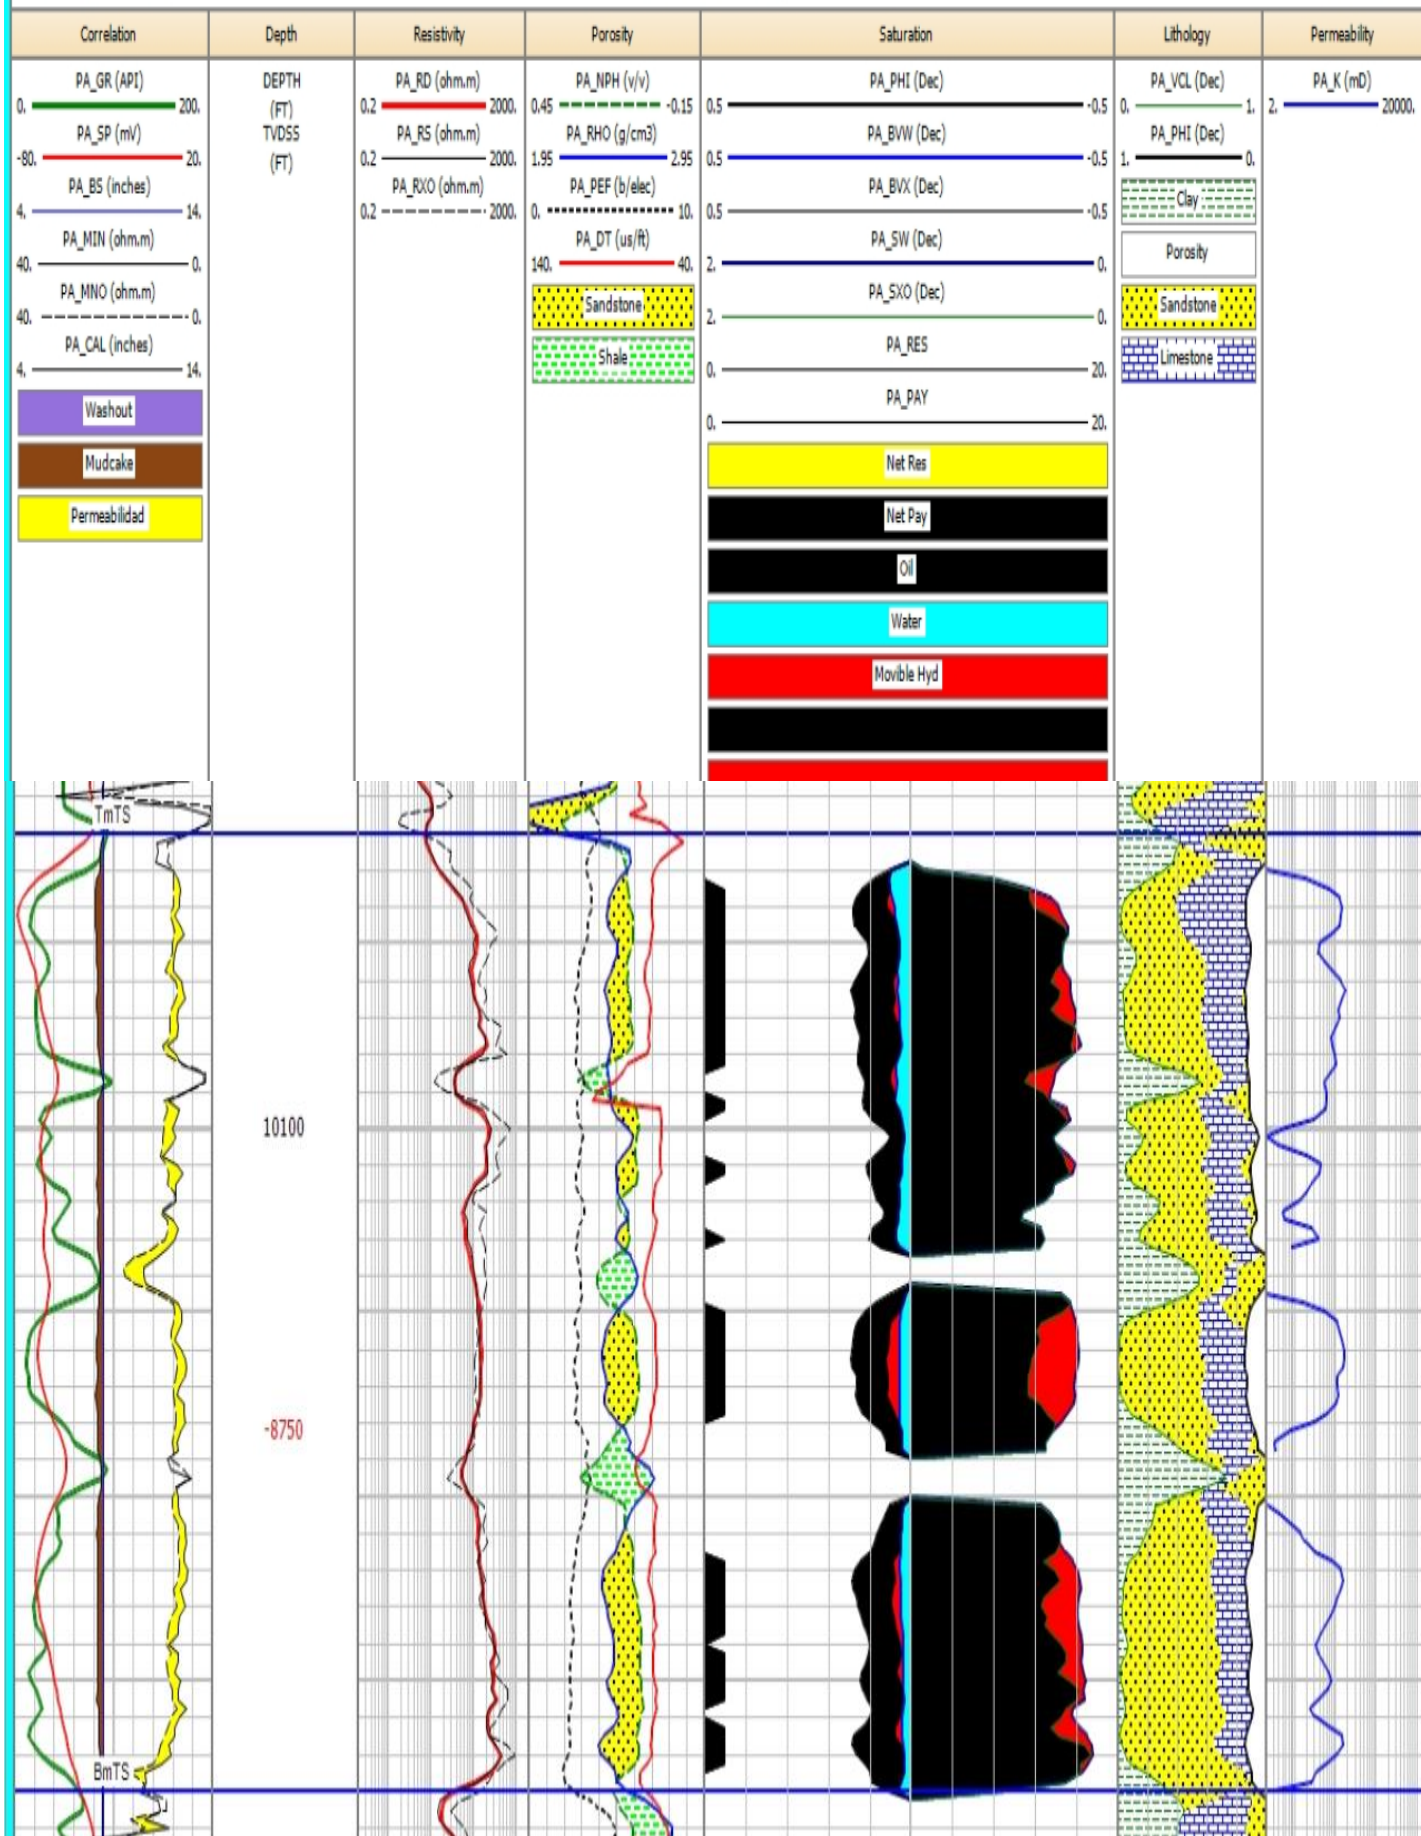 Correlation Depth Resistivity Porosity Saturation Lithology Permeability
PA_GR (API)
0. 200.
PA_SP (mV)
-80. 20.
PA_BS (inches)
4. 14.
PA_MIN (ohm.m)
40. 0.
PA_MNO (ohm.m)
40. 0.
PA_CAL (inches)
4. 14.
Washout
Mudcake
Permeabilidad
DEPTH
(FT)
TVDSS
(FT)
PA_RD (ohm.m)
0.2 2000.
PA_RS (ohm.m)
0.2 2000.
PA_RXO (ohm.m)
0.2 2000.
PA_NPH (v/v)
0.45 -0.15
PA_RHO (g/cm3)
1.95 2.95
PA_PEF (b/elec)
0. 10.
PA_DT (us/ft)
140. 40.
Sandstone
Shale
PA_PHI (Dec)
0.5 -0.5
PA_BVW (Dec)
0.5 -0.5
PA_BVX (Dec)
0.5 -0.5
PA_SW (Dec)
2. 0.
PA_SXO (Dec)
2. 0.
PA_RES
0. 20.
PA_PAY
0. 20.
Net Res
Net Pay
Oil
Water
Movible Hyd
PA_VCL (Dec)
0. 1.
PA_PHI (Dec)
1. 0.
Clay
Porosity
Sandstone
Limestone
PA_K (mD)
2. 20000.
TmTS
10100
-8750
BmTS